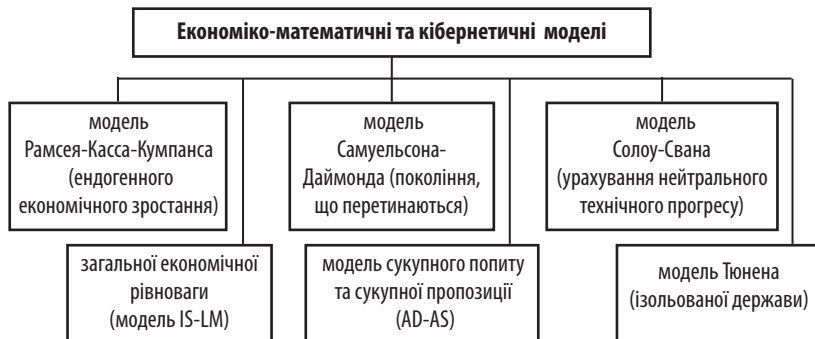 Економіко-математичні та кібернетичні моделі
модель
Рамсея-Касса-Кумпанса
(ендогенного
економічного зростання)
модель
Самуельсона-
Даймонда (покоління,
що перетинаються)
модель
Солоу-Свана
(урахування нейтрального
технічного прогресу)
загальної економічної
рівноваги
(модель IS-LM)
модель сукупного попиту
та сукупної пропозиції
(AD-AS)
модель Тюнена
(ізольованої держави)